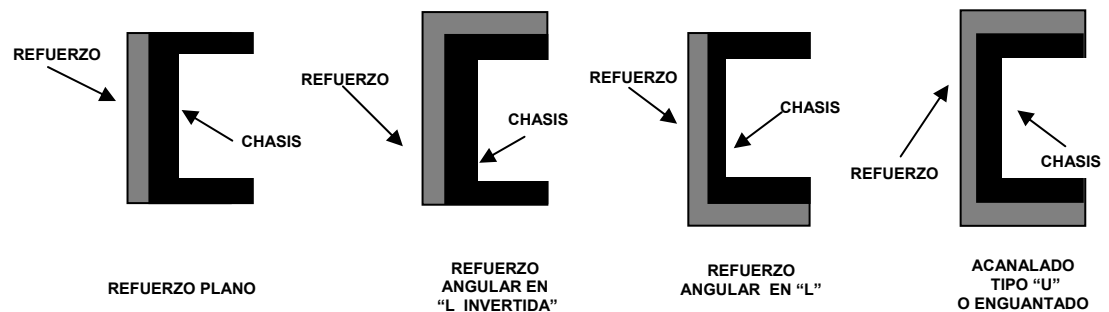 REFUERZO
CHASIS
REFUERZO PLANO
REFUERZO
CHASIS
REFUERZO
ANGULAR EN
“L INVERTIDA”
REFUERZO
CHASIS
REFUERZO
ANGULAR EN “L”
REFUERZO
CHASIS
ACANALADO
TIPO “U”
O ENGUANTADO